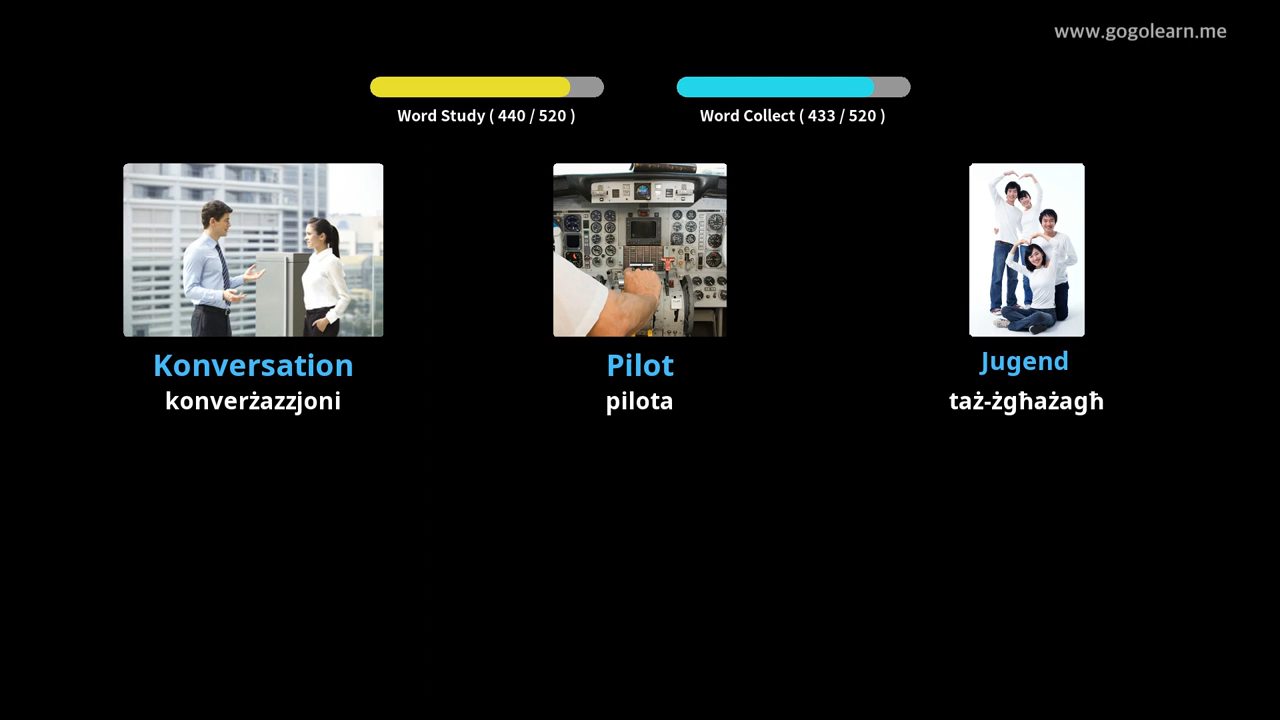 www.gogolearn.me
Word Study ( 440 / 520 )
Word Collect ( 433 / 520 )
Konversation
konverżazzjoni
Pilot
pilota
Jugend
taż-żgħażagħ